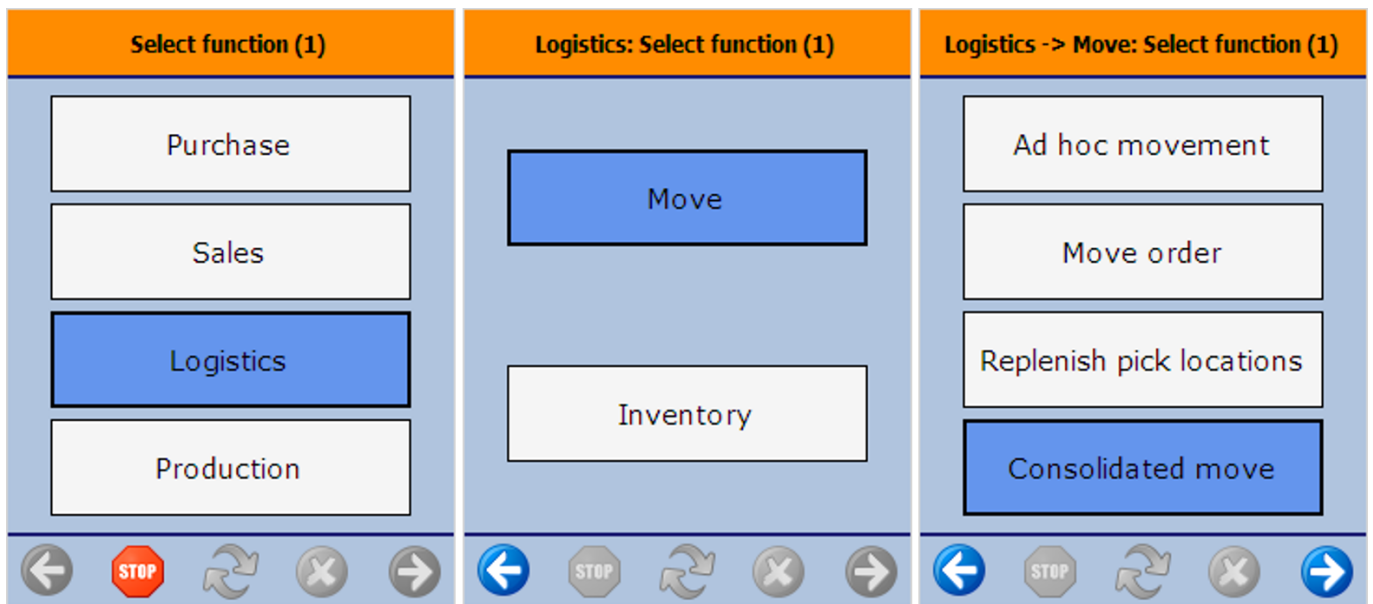 Select function (1)
Purchase
Sales
Logistics
Production
STOP
Logistics: Select function (1)
Move
Inventory
STOP
Logistics -> Move: Select function (1)
Ad hoc movement
Move order
Replenish pick locations
Consolidated move
STOP